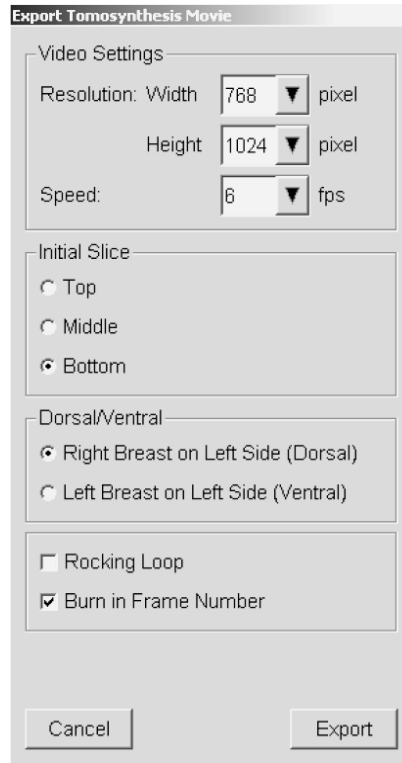 Export Tomosynthesis Movie
Video Settings
Resolution: Width 768 pixel
Height 1024 pixel
Speed: 6 fps
Initial Slice
Top
Middle
Bottom
Dorsal/Ventral
Right Breast on Left Side (Dorsal)
Left Breast on Left Side (Ventral)
Rocking Loop
Burn in Frame Number
Cancel Export